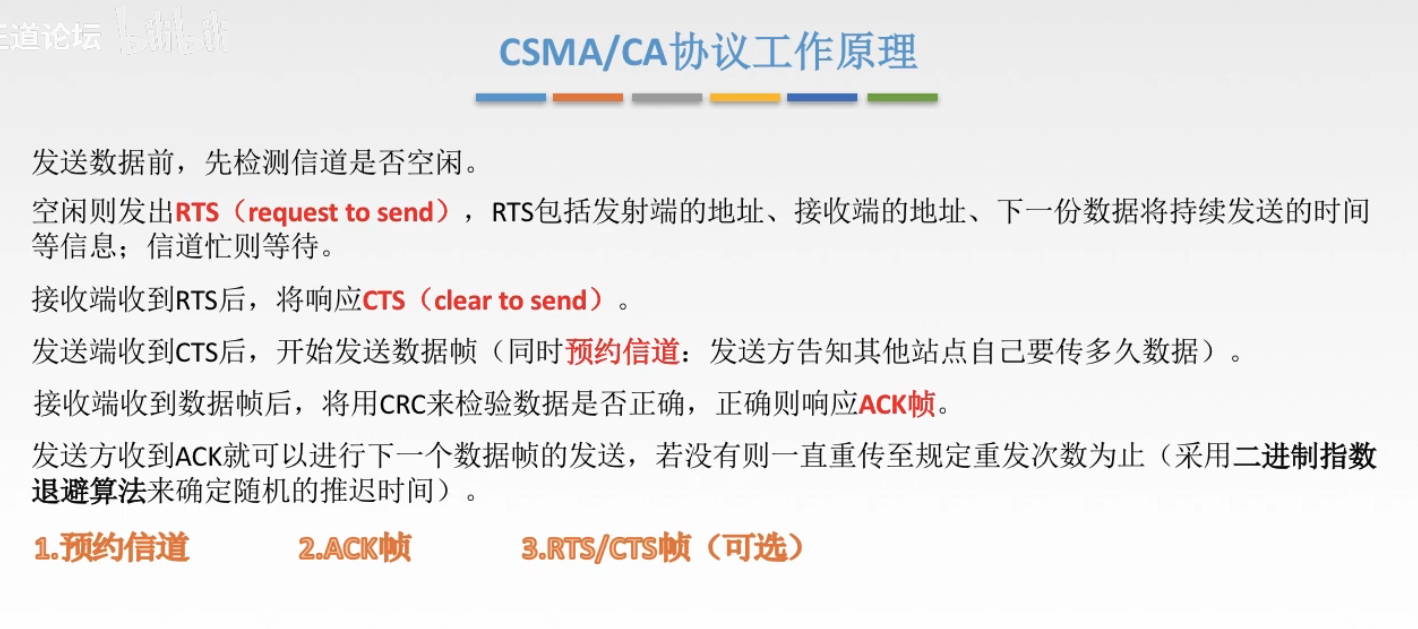 王道论坛 bilibili
CSMA/CA协议工作原理
发送数据前，先检测信道是否空闲。
空闲则发出RTS（request to send），RTS包括发射端的地址、接收端的地址、下一份数据将持续发送的时间
等信息；信道忙则等待。
接收端收到RTS后，将响应CTS（clear to send）。
发送端收到CTS后，开始发送数据帧（同时预约信道：发送方告知其他站点自己要传多久数据）。
接收端收到数据帧后，将用CRC来检验数据是否正确，正确则响应ACK帧。
发送方收到ACK就可以进行下一个数据帧的发送，若没有则一直重传至规定重发次数为止（采用二进制指数
退避算法来确定随机的推迟时间）。
1.预约信道 2.ACK帧 3.RTS/CTS帧（可选）